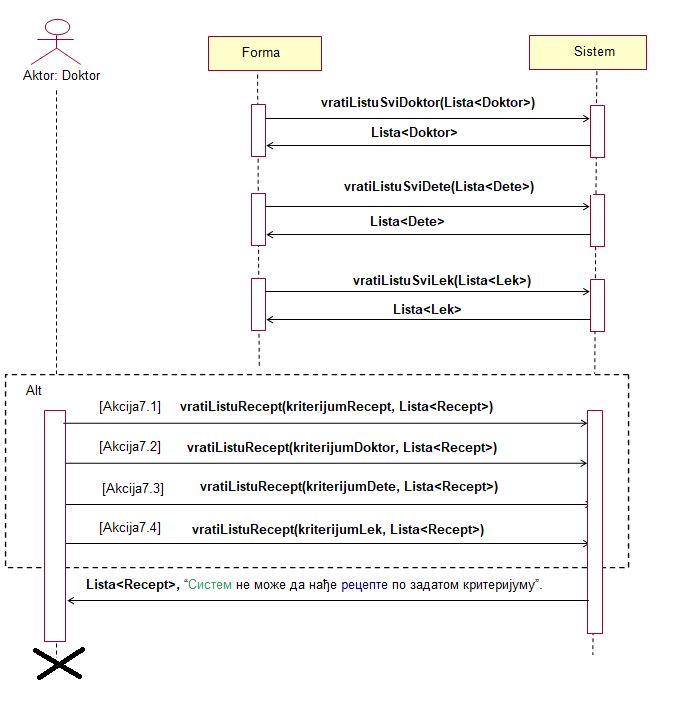 Forma
Sistem
Aktor: Doktor
vratiListuSviDoktor(Lista<Doktor>)
Lista<Doktor>
vratiListuSviDete(Lista<Dete>)
Lista<Dete>
vratiListuSviLek(Lista<Lek>)
Lista<Lek>
Alt
[Akcija7.1] vratiListuRecept(kriterijumRecept, Lista<Recept>)
[Akcija7.2] vratiListuRecept(kriterijumDoktor, Lista<Recept>)
[Akcija7.3] vratiListuRecept(kriterijumDete, Lista<Recept>)
[Akcija7.4] vratiListuRecept(kriterijumLek, Lista<Recept>)
Lista<Recept>, “Систем не може да нађе рецепте по задатом критеријуму”.